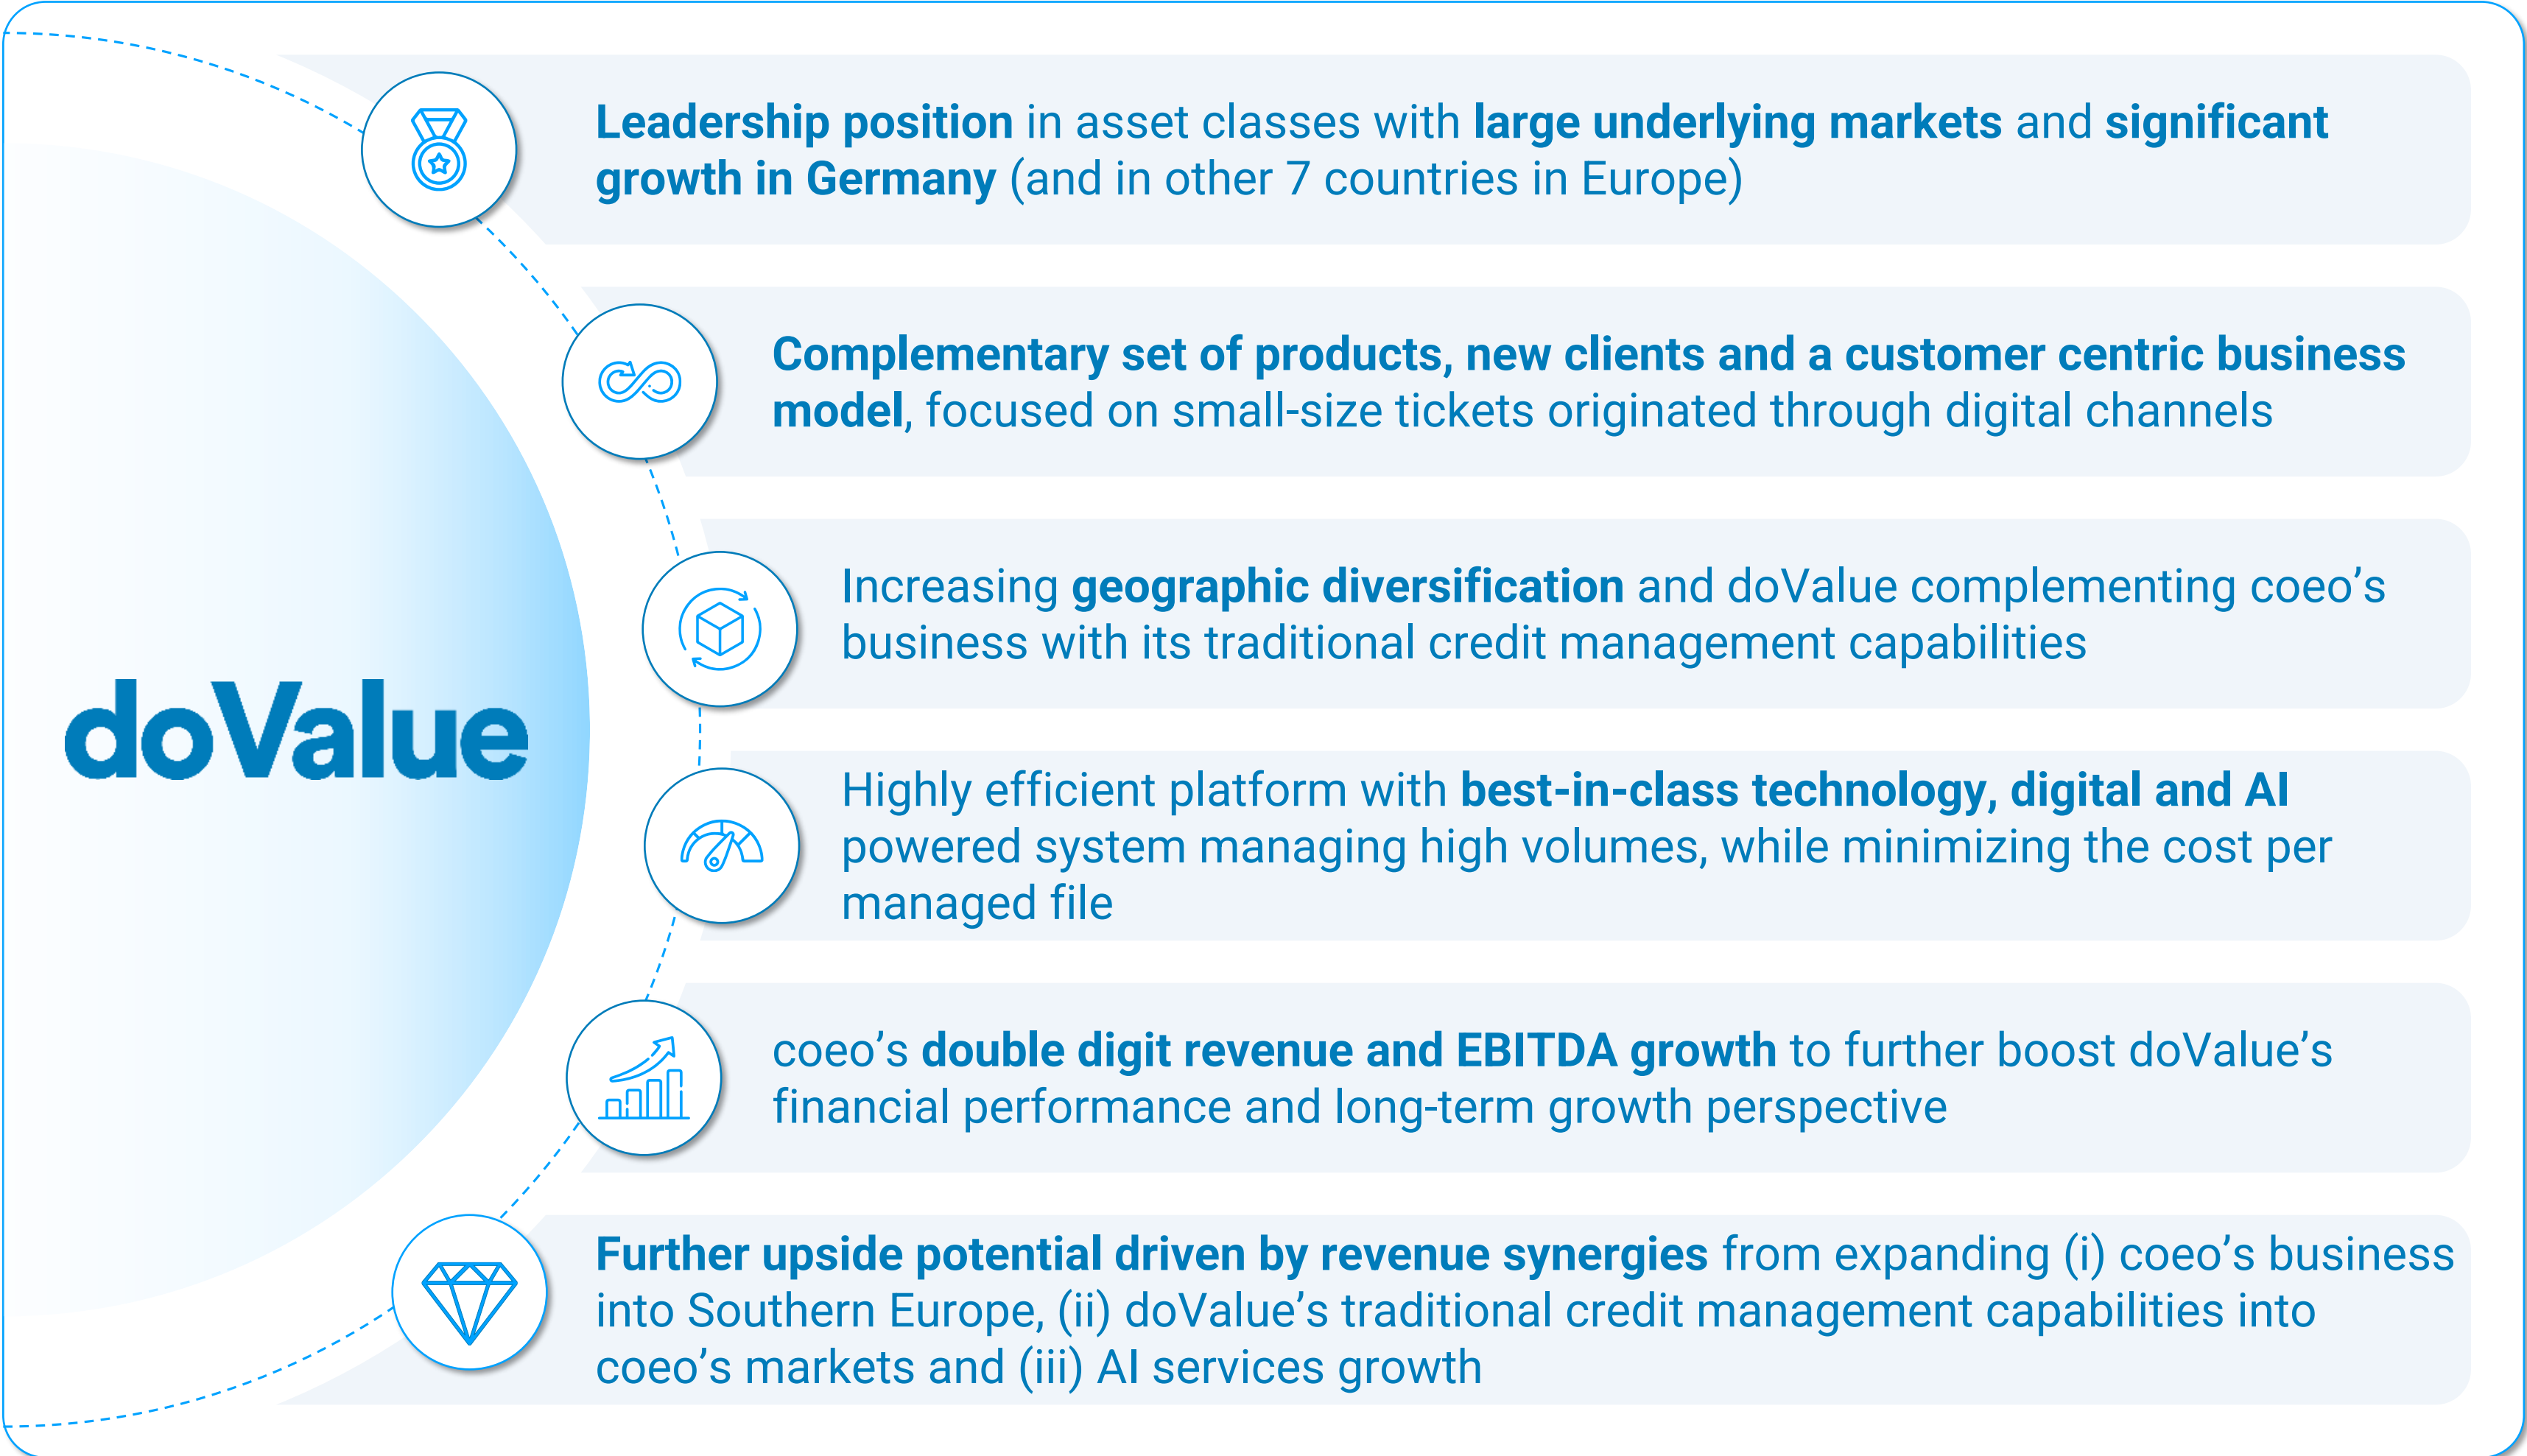 doValue
Leadership position in asset classes with large underlying markets and significant
growth in Germany (and in other 7 countries in Europe)
Complementary set of products, new clients and a customer centric business
model, focused on small-size tickets originated through digital channels
Increasing geographic diversification and doValue complementing coeo’s
business with its traditional credit management capabilities
Highly efficient platform with best-in-class technology, digital and AI
powered system managing high volumes, while minimizing the cost per
managed file
coeo’s double digit revenue and EBITDA growth to further boost doValue’s
financial performance and long-term growth perspective
Further upside potential driven by revenue synergies from expanding (i) coeo’s business
into Southern Europe, (ii) doValue’s traditional credit management capabilities into
coeo’s markets and (iii) AI services growth